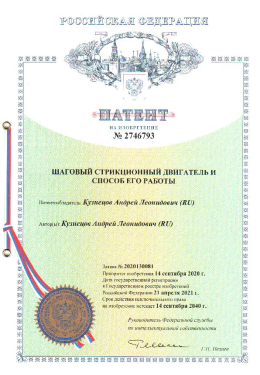 РОССИЙСКАЯ ФЕДЕРАЦИЯ
ПАТЕНТ
НА ИЗОБРЕТЕНИЕ
№ 2746793
ШАГОВЫЙ СТРИКЦИОННЫЙ ДВИГАТЕЛЬ И
СПОСОБ ЕГО РАБОТЫ
Патентообладатель: Кузнецов Андрей Леонидович (RU)
Автор: Кузнецов Андрей Леонидович (RU)
Заявка № 2020130081
Приоритет изобретения 14 сентября 2020 г.
Дата государственной регистрации
в Государственном реестре изобретений
Российской Федерации 21 апреля 2021 г.
Срок действия исключительного права
на изобретение истекает 14 сентября 2040 г.
Руководитель Федеральной службы
по интеллектуальной собственности
Г.П. Ивлиев